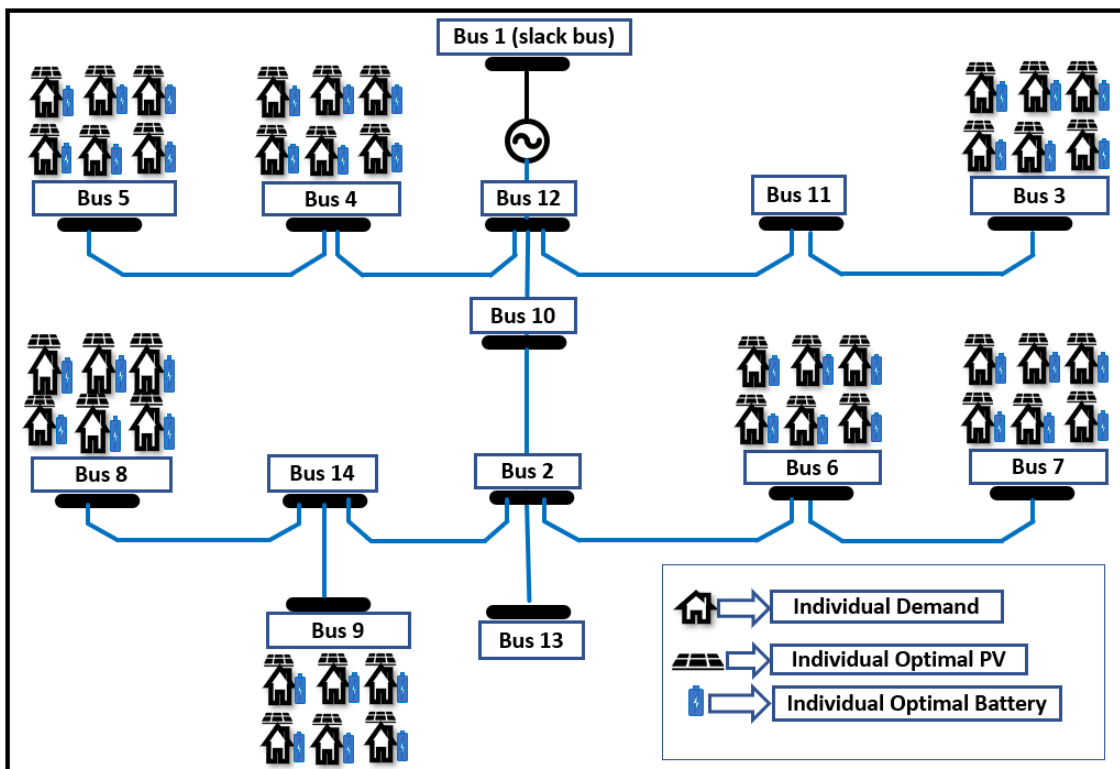 Bus 1 (slack bus)
Bus 5
Bus 4
Bus 12
Bus 11
Bus 3
Bus 10
Bus 8
Bus 14
Bus 2
Bus 6
Bus 7
Bus 9
Bus 13
Individual Demand
Individual Optimal PV
Individual Optimal Battery